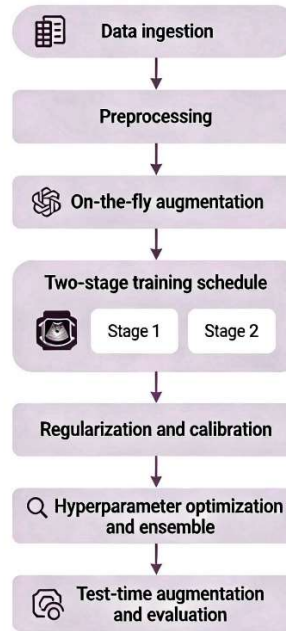 Data ingestion
Preprocessing
On-the-fly augmentation
Two-stage training schedule
Stage 1 Stage 2
Regularization and calibration
Hyperparameter optimization
and ensemble
Test-time augmentation
and evaluation